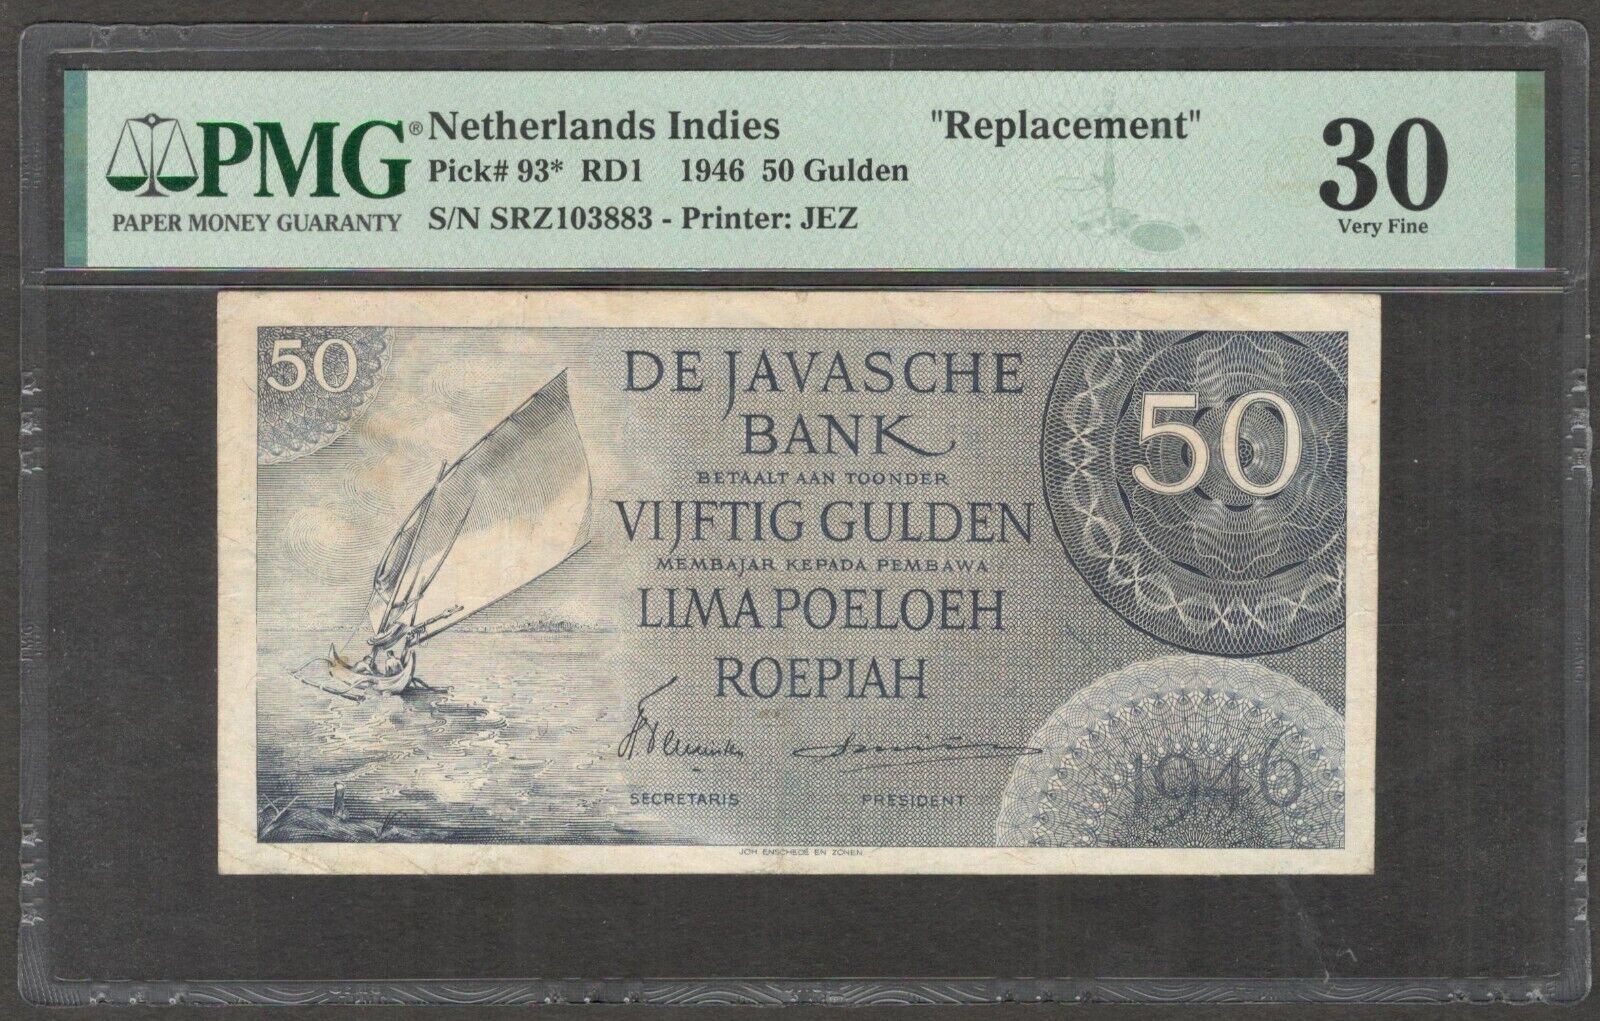 PMG®
PAPER MONEY GUARANTY
Netherlands Indies "Replacement"
Pick# 93* RD1 1946 50 Gulden
S/N SRZ103883 - Printer: JEZ
30
Very Fine
50
DE JAVASCHE
BANK
BETAALT AAN TOONDER
VIJFTIG GULDEN
MEMBAJAR KEPADA PEMBAWA
LIMAPOELOEH
ROEPIAH
50
SECRETARIS PRESIDENT
1946
JOH. ENSCHEDÉ EN ZONEN